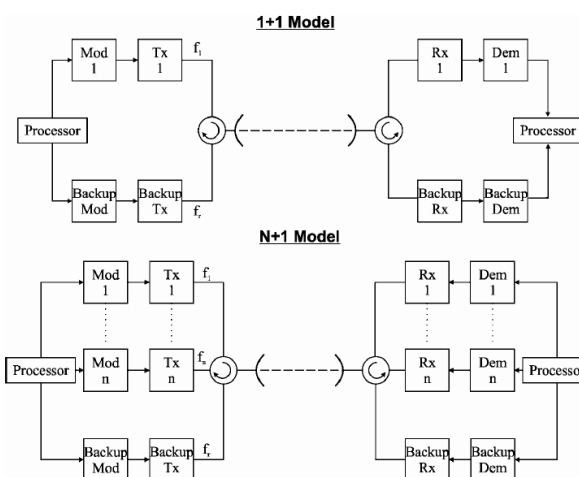 1+1 Model
Mod
1
Tx
1
f1
Rx
1
Dem
1
Processor
Processor
Backup
Mod
Backup
Tx
fr
Backup
Rx
Backup
Dem
N+1 Model
Mod
1
Tx
1
f1
Rx
1
Dem
1
Processor
Mod
n
Tx
n
fn
Rx
n
Dem
n
Processor
Backup
Mod
Backup
Tx
fr
Backup
Rx
Backup
Dem